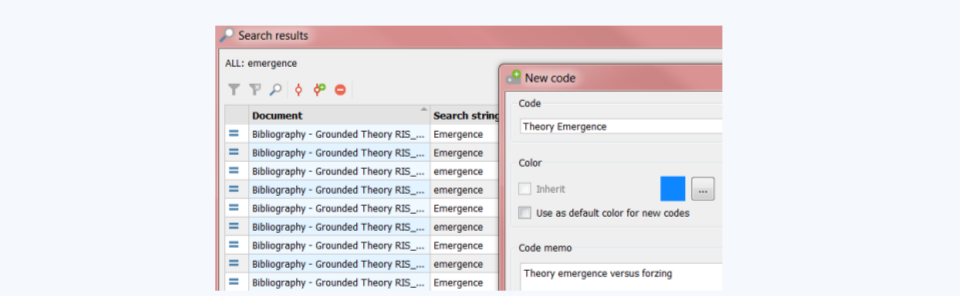 Search results
ALL: emergence
Document Search string
Bibliography - Grounded Theory RIS_... Emergence
Bibliography - Grounded Theory RIS_... Emergence
Bibliography - Grounded Theory RIS_... emergence
Bibliography - Grounded Theory RIS_... emergence
Bibliography - Grounded Theory RIS_... Emergence
Bibliography - Grounded Theory RIS_... emergence
Bibliography - Grounded Theory RIS_... Emergence
Bibliography - Grounded Theory RIS_... emergence
Bibliography - Grounded Theory RIS_... Emergence
New code
Code
Theory Emergence
Color
Inherit
...
Use as default color for new codes
Code memo
Theory emergence versus forzing